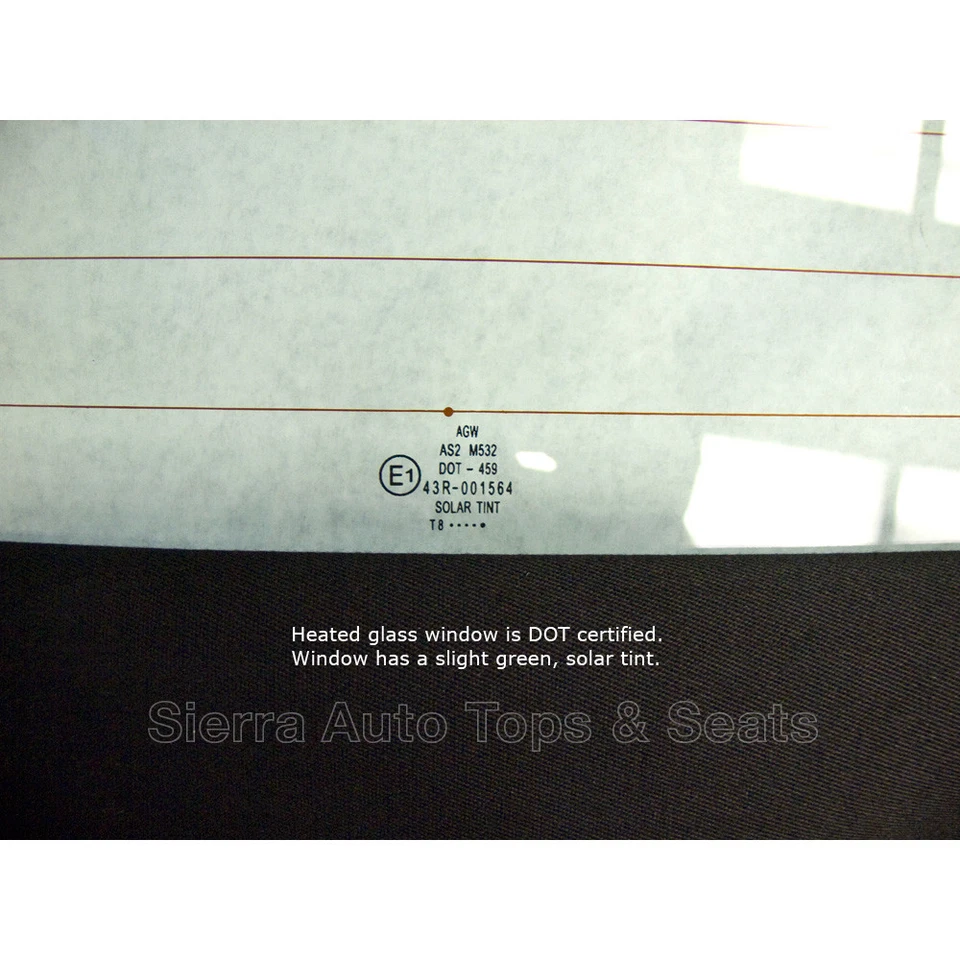 AGW
AS2 M532
DOT - 459
E1
43R-001564
SOLAR TINT
T8 ·····
Heated glass window is DOT certified.
Window has a slight green, solar tint.
Sierra Auto Tops & Seats